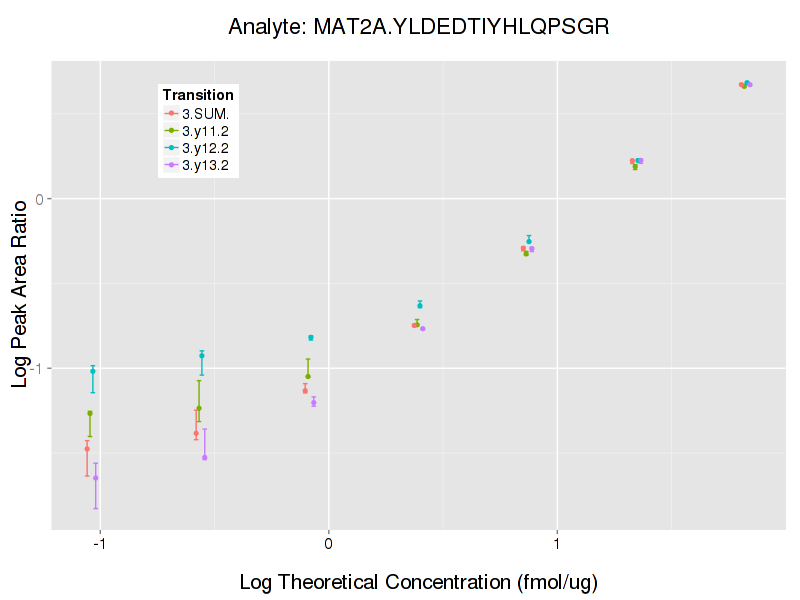 Analyte: MAT2A.YLDEDTIYHLQPSGR
Transition
3.SUM.
3.y11.2
3.y12.2
3.y13.2
Log Peak Area Ratio
0
-1
-1
0
1
Log Theoretical Concentration (fmol/ug)